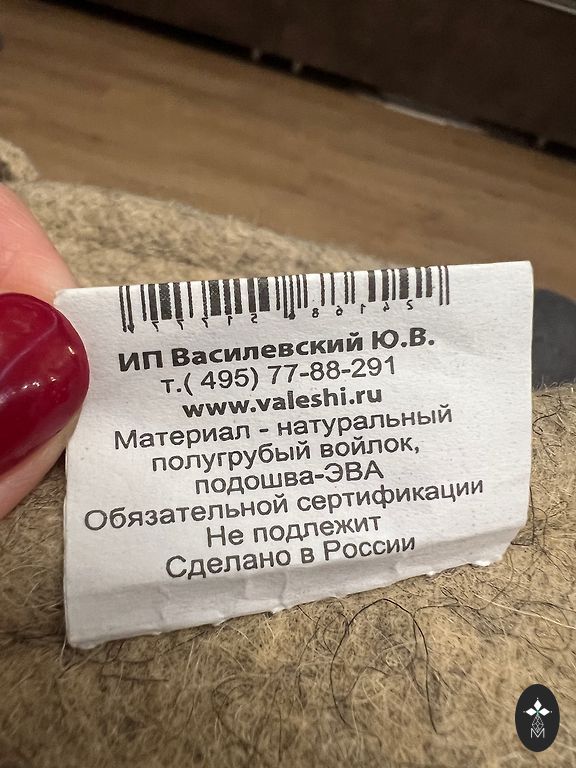 ИП Василевский Ю.В.
т.( 495) 77-88-291
www.valeshi.ru
Материал - натуральный
полугрубый войлок,
подошва-ЭВА
Обязательной сертификации
Не подлежит
Сделано в России
M